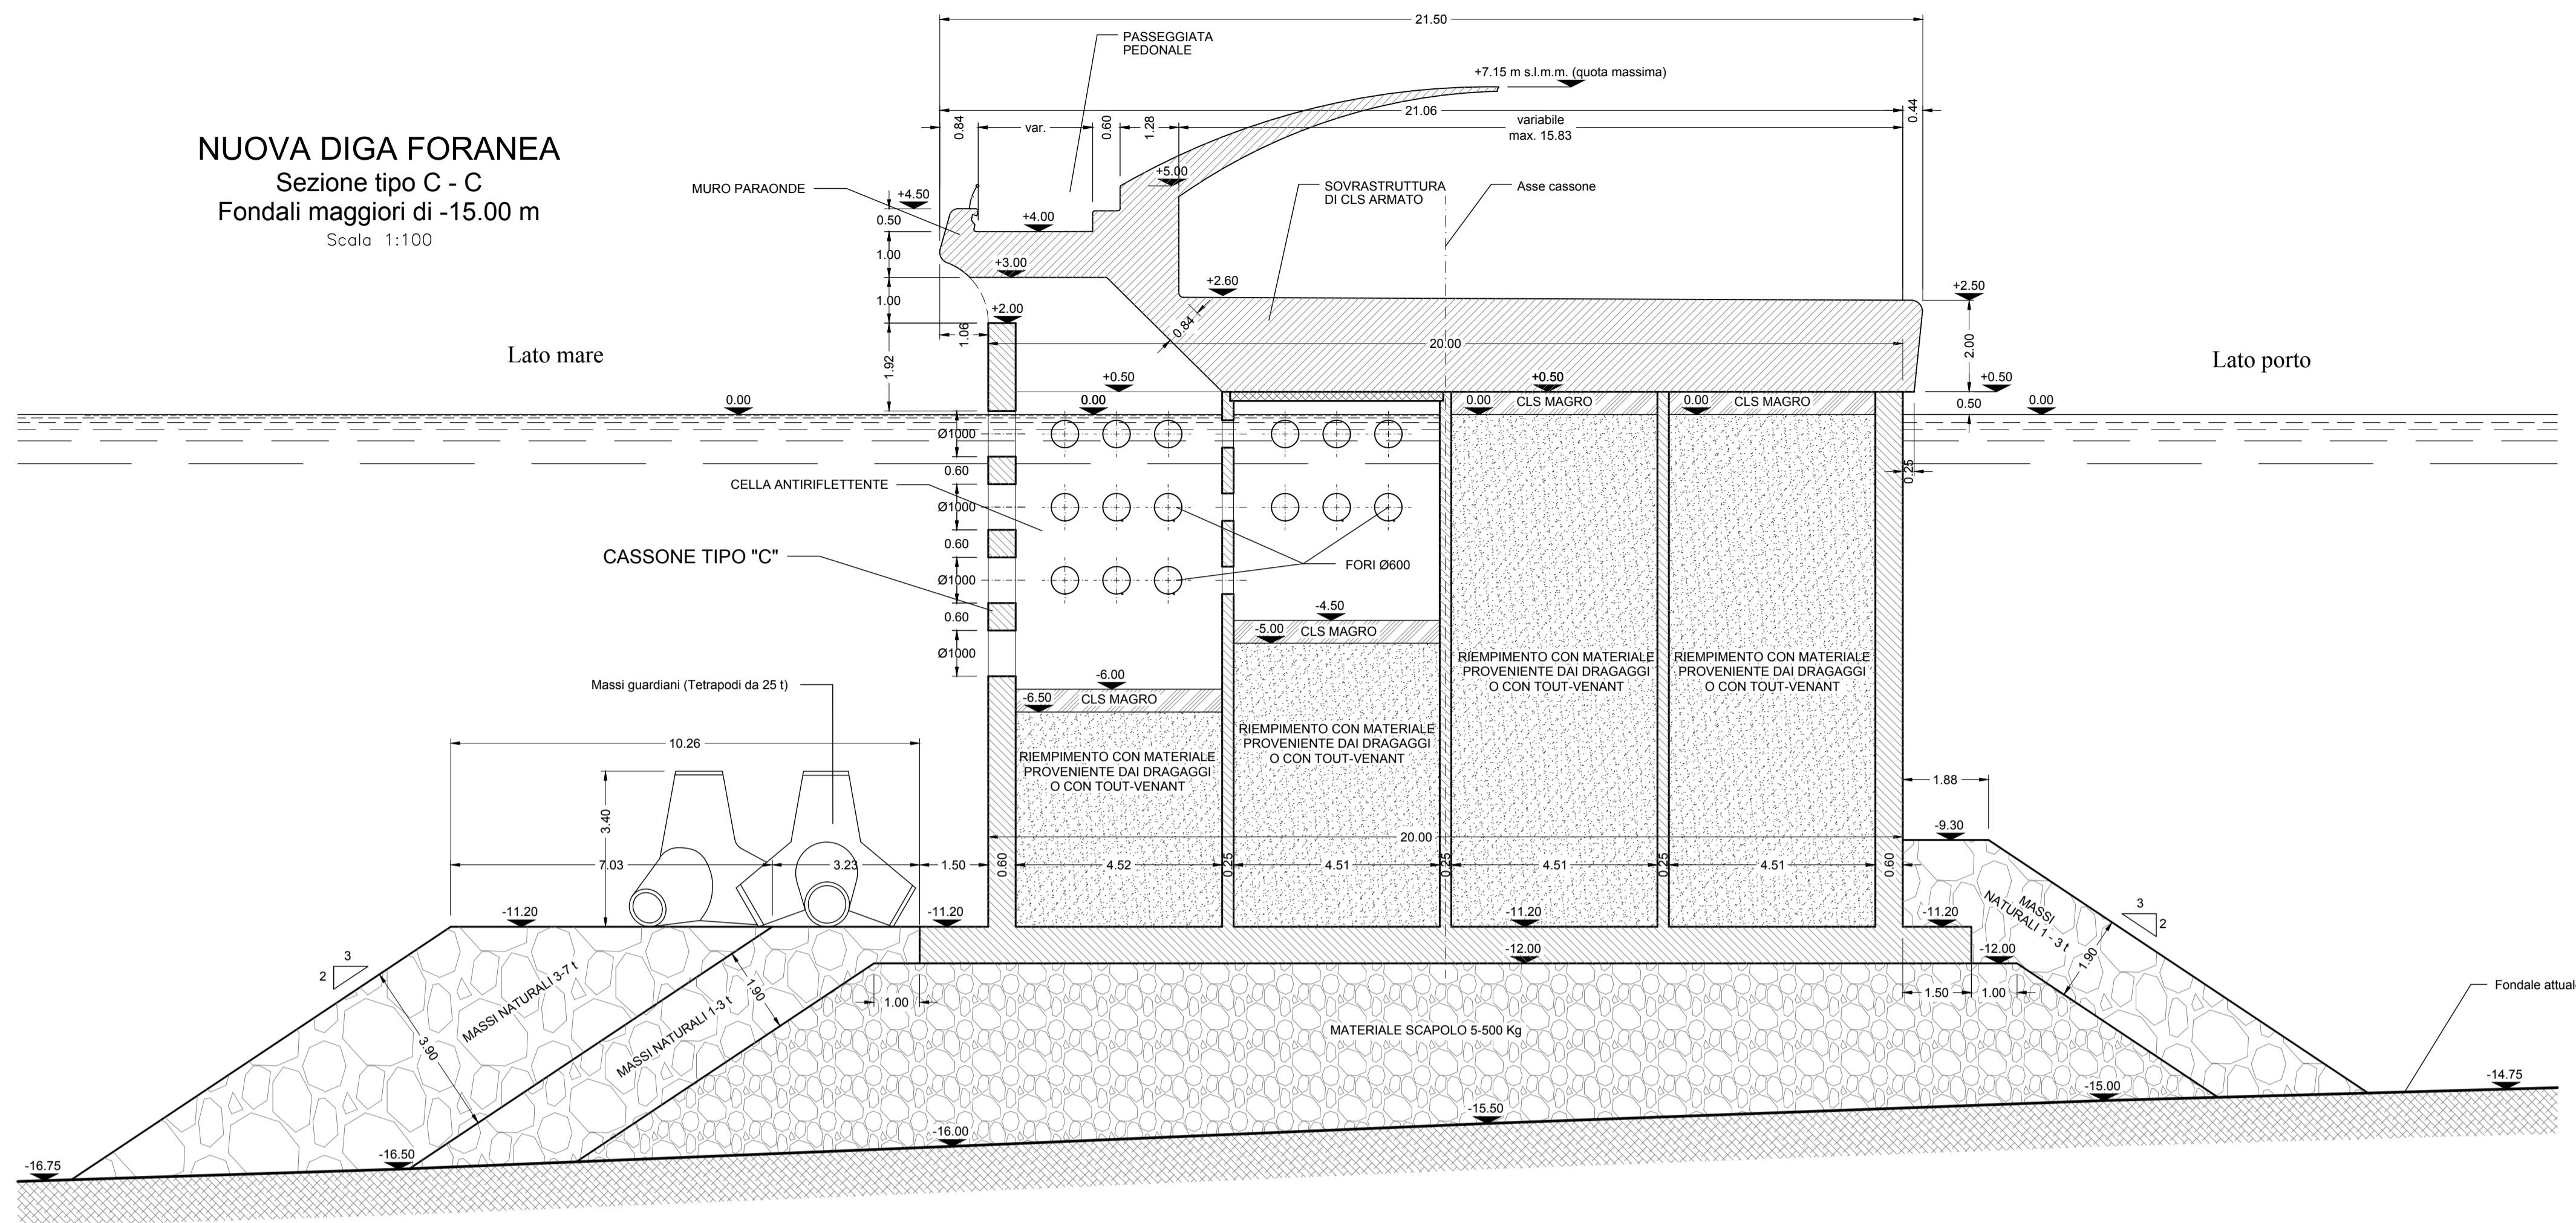 21.50
PASSEGGIATA
PEDONALE
+7.15 m s.l.m.m. (quota massima)
21.06
0.44
0.84
var.
0.60
1.28
variabile
max. 15.83
NUOVA DIGA FORANEA
Sezione tipo C - C
Fondali maggiori di -15.00 m
Scala 1:100
MURO PARAONDE
+5.00
SOVRASTRUTTURA
DI CLS ARMATO
Asse cassone
+4.50
0.50
+4.00
1.00
+3.00
+2.60
+2.50
1.00
+2.00
0.84
1.06
20.00
2.00
Lato mare
1.92
Lato porto
+0.50
+0.50
+0.50
0.00
0.00
0.00
CLS MAGRO
0.00
CLS MAGRO
0.50
0.00
Ø1000
0.60
0.25
CELLA ANTIRIFLETTENTE
Ø1000
0.60
CASSONE TIPO "C"
FORI Ø600
Ø1000
0.60
-4.50
-5.00
CLS MAGRO
Ø1000
RIEMPIMENTO CON MATERIALE
PROVENIENTE DAI DRAGAGGI
O CON TOUT-VENANT
RIEMPIMENTO CON MATERIALE
PROVENIENTE DAI DRAGAGGI
O CON TOUT-VENANT
Massi guardiani (Tetrapodi da 25 t)
-6.00
-6.50
CLS MAGRO
RIEMPIMENTO CON MATERIALE
PROVENIENTE DAI DRAGAGGI
O CON TOUT-VENANT
RIEMPIMENTO CON MATERIALE
PROVENIENTE DAI DRAGAGGI
O CON TOUT-VENANT
10.26
1.88
3.40
20.00
-9.30
7.03
3.23
1.50
0.60
4.52
0.25
4.51
0.25
4.51
0.25
4.51
0.60
-11.20
-11.20
-11.20
-11.20
MASSI
NATURALI 1 - 3 t
3
2
-12.00
-12.00
3
2
MASSI NATURALI 3-7 t
1.90
1.90
1.00
1.50
1.00
Fondale attual
MASSI NATURALI 1-3 t
MATERIALE SCAPOLO 5-500 Kg
3.90
-14.75
-15.00
-15.50
-16.00
-16.50
-16.75